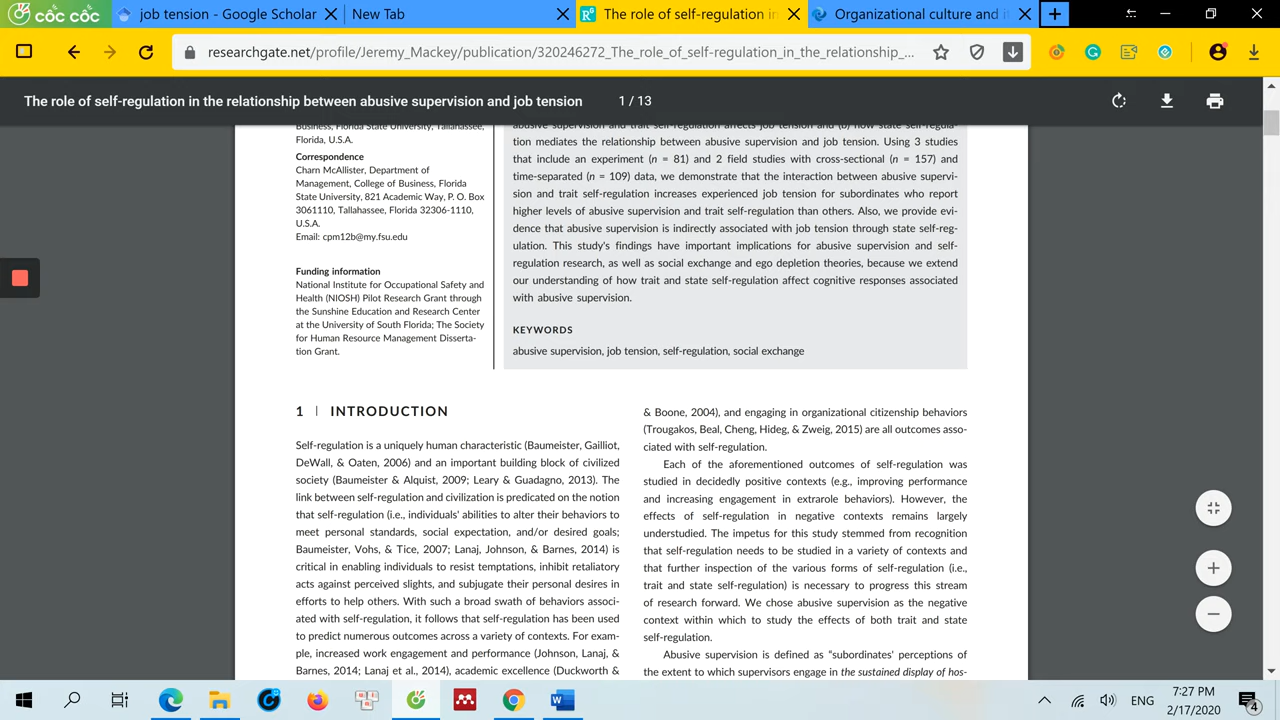 cốc cốc
job tension - Google Scholar
New Tab
The role of self-regulation in
Organizational culture and i
researchgate.net/profile/Jeremy_Mackey/publication/320246272_The_role_of_self-regulation_in_the_relationship_...
The role of self-regulation in the relationship between abusive supervision and job tension
1 / 13
Business, Florida State University, Tallahassee,
Florida, U.S.A.
Correspondence
Charn McAllister, Department of
Management, College of Business, Florida
State University, 821 Academic Way, P. O. Box
3061110, Tallahassee, Florida 32306-1110,
U.S.A.
Email: cpm12b@my.fsu.edu
Funding information
National Institute for Occupational Safety and
Health (NIOSH) Pilot Research Grant through
the Sunshine Education and Research Center
at the University of South Florida; The Society
for Human Resource Management Disserta-
tion Grant.
abusive supervision and trait self-regulation affects job tension and (b) how state self-regula-
tion mediates the relationship between abusive supervision and job tension. Using 3 studies
that include an experiment (n = 81) and 2 field studies with cross-sectional (n = 157) and
time-separated (n = 109) data, we demonstrate that the interaction between abusive supervi-
sion and trait self-regulation increases experienced job tension for subordinates who report
higher levels of abusive supervision and trait self-regulation than others. Also, we provide evi-
dence that abusive supervision is indirectly associated with job tension through state self-reg-
ulation. This study's findings have important implications for abusive supervision and self-
regulation research, as well as social exchange and ego depletion theories, because we extend
our understanding of how trait and state self-regulation affect cognitive responses associated
with abusive supervision.
KEYWORDS
abusive supervision, job tension, self-regulation, social exchange
1 | INTRODUCTION
Self-regulation is a uniquely human characteristic (Baumeister, Gailliot,
DeWall, & Oaten, 2006) and an important building block of civilized
society (Baumeister & Alquist, 2009; Leary & Guadagno, 2013). The
link between self-regulation and civilization is predicated on the notion
that self-regulation (i.e., individuals' abilities to alter their behaviors to
meet personal standards, social expectation, and/or desired goals;
Baumeister, Vohs, & Tice, 2007; Lanaj, Johnson, & Barnes, 2014) is
critical in enabling individuals to resist temptations, inhibit retaliatory
acts against perceived slights, and subjugate their personal desires in
efforts to help others. With such a broad swath of behaviors associ-
ated with self-regulation, it follows that self-regulation has been used
to predict numerous outcomes across a variety of contexts. For exam-
ple, increased work engagement and performance (Johnson, Lanaj, &
Barnes, 2014; Lanaj et al., 2014), academic excellence (Duckworth &
& Boone, 2004), and engaging in organizational citizenship behaviors
(Trougakos, Beal, Cheng, Hideg, & Zweig, 2015) are all outcomes asso-
ciated with self-regulation.
Each of the aforementioned outcomes of self-regulation was
studied in decidedly positive contexts (e.g., improving performance
and increasing engagement in extrarole behaviors). However, the
effects of self-regulation in negative contexts remains largely
understudied. The impetus for this study stemmed from recognition
that self-regulation needs to be studied in a variety of contexts and
that further inspection of the various forms of self-regulation (i.e.,
trait and state self-regulation) is necessary to progress this stream
of research forward. We chose abusive supervision as the negative
context within which to study the effects of both trait and state
self-regulation.
Abusive supervision is defined as “subordinates' perceptions of
the extent to which supervisors engage in the sustained display of hos-
ENG
7:27 PM
2/17/2020
4